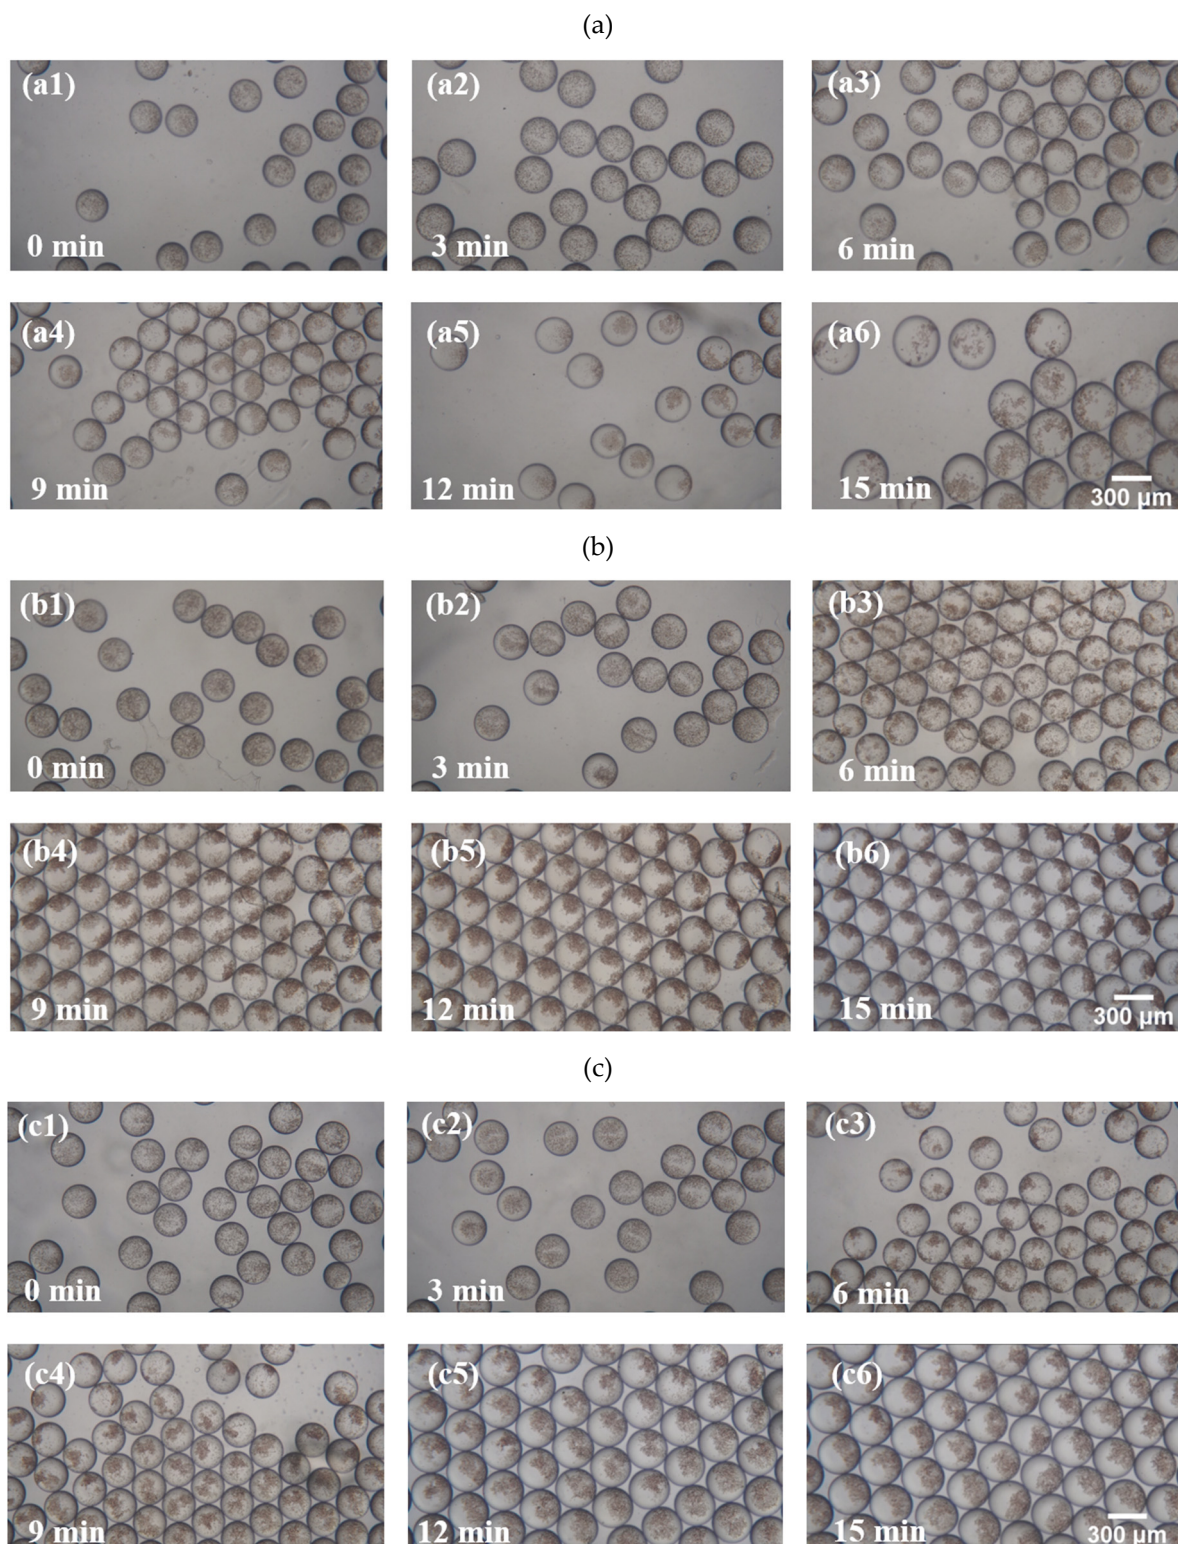 (a)
(a1)
(a2)
(a3)
0 min
3 min
6 min
(a4)
(a5)
(a6)
9 min
12 min
15 min
300 μm
(b)
(b1)
(b2)
(b3)
0 min
3 min
6 min
(b4)
(b5)
(b6)
9 min
12 min
15 min
300 μm
(c)
(c1)
(c2)
(c3)
0 min
3 min
6 min
(c4)
(c5)
(c6)
9 min
12 min
15 min
300 μm